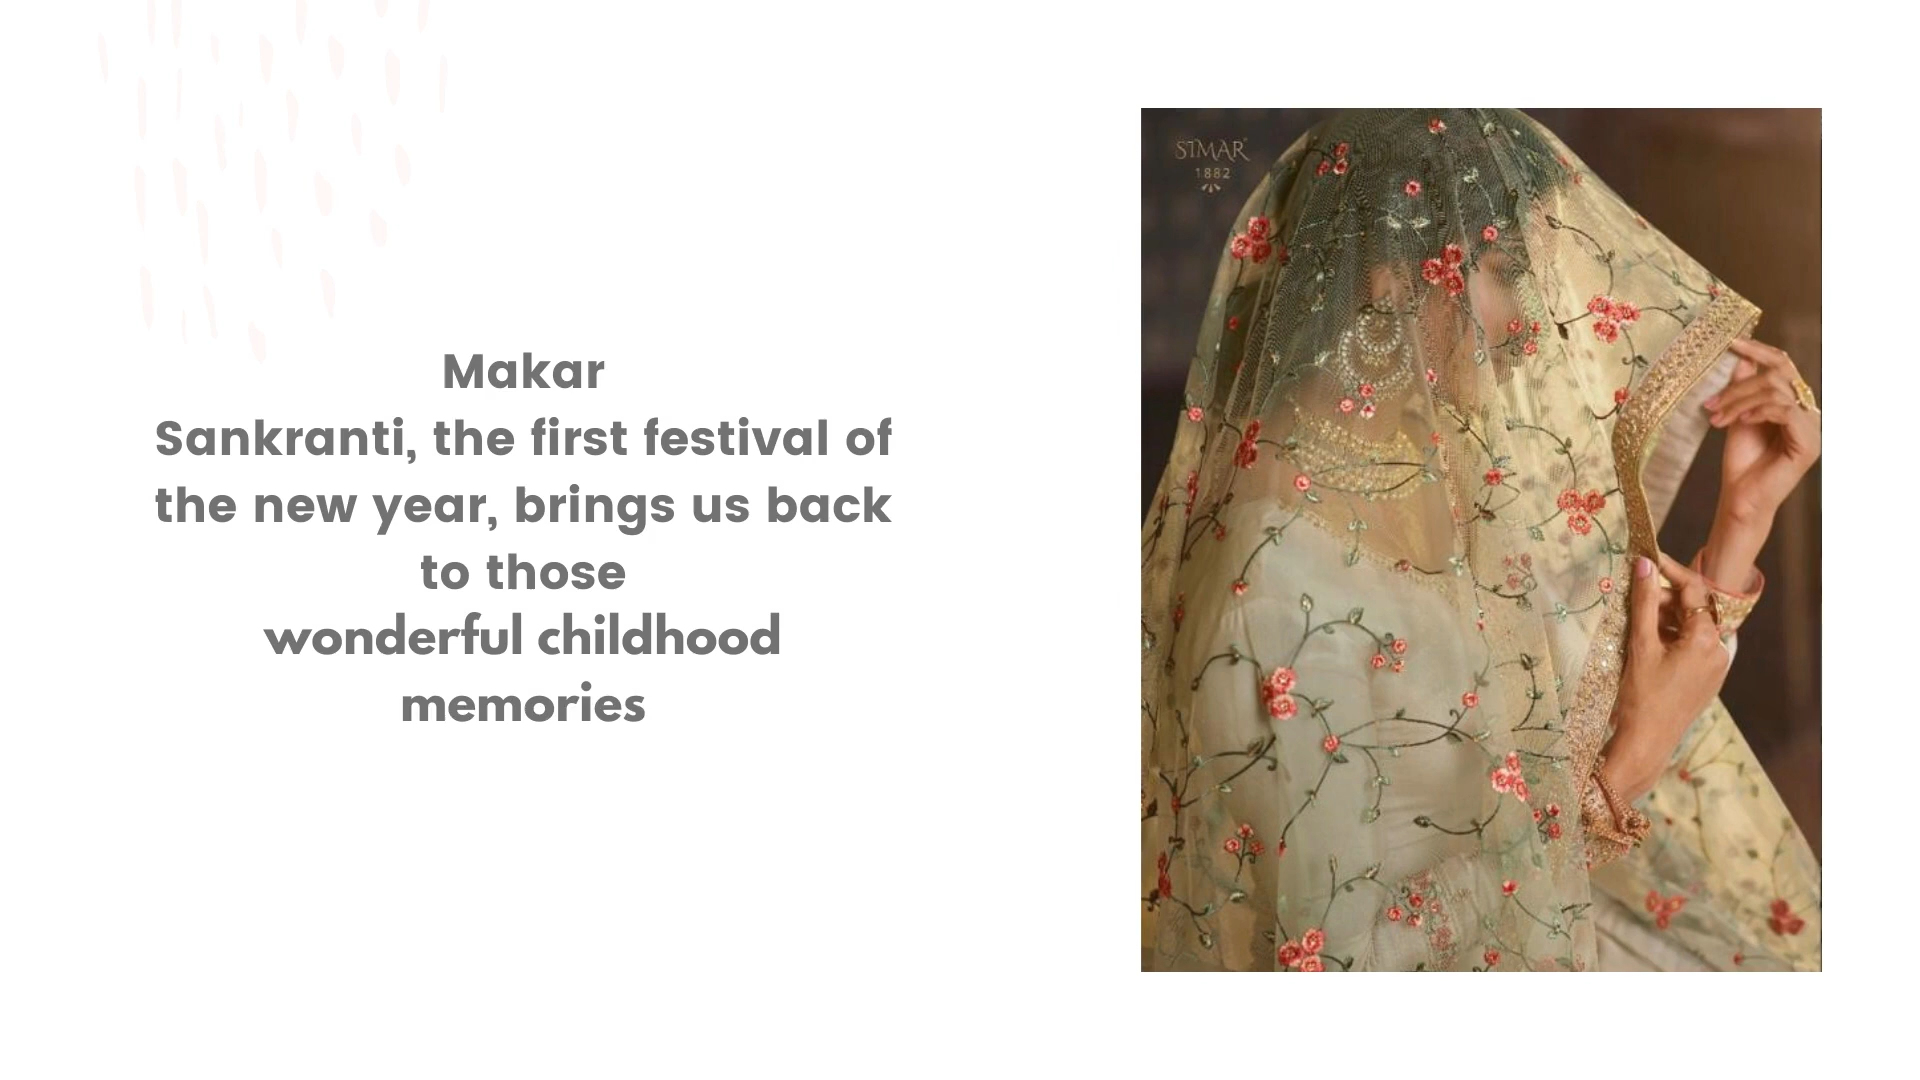 Makar
Sankranti, the first festival of
the new year, brings us back
to those
wonderful childhood
memories
SIMAR
1882